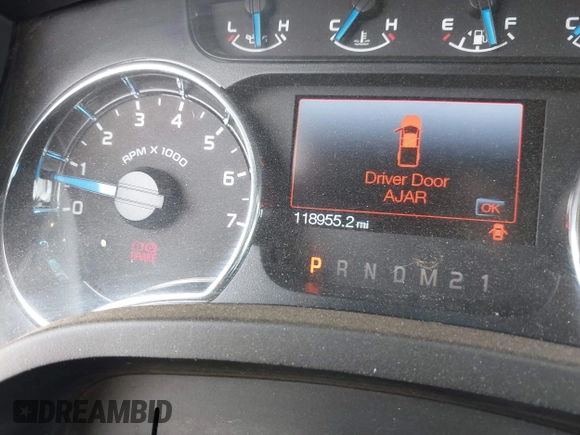 L H C H E F C
0 1 2 3 4 5 6 7
RPM X 1000
BRAKE
Driver Door
AJAR
OK
118955.2 mi
P R N D M 2 1
DREAMBID